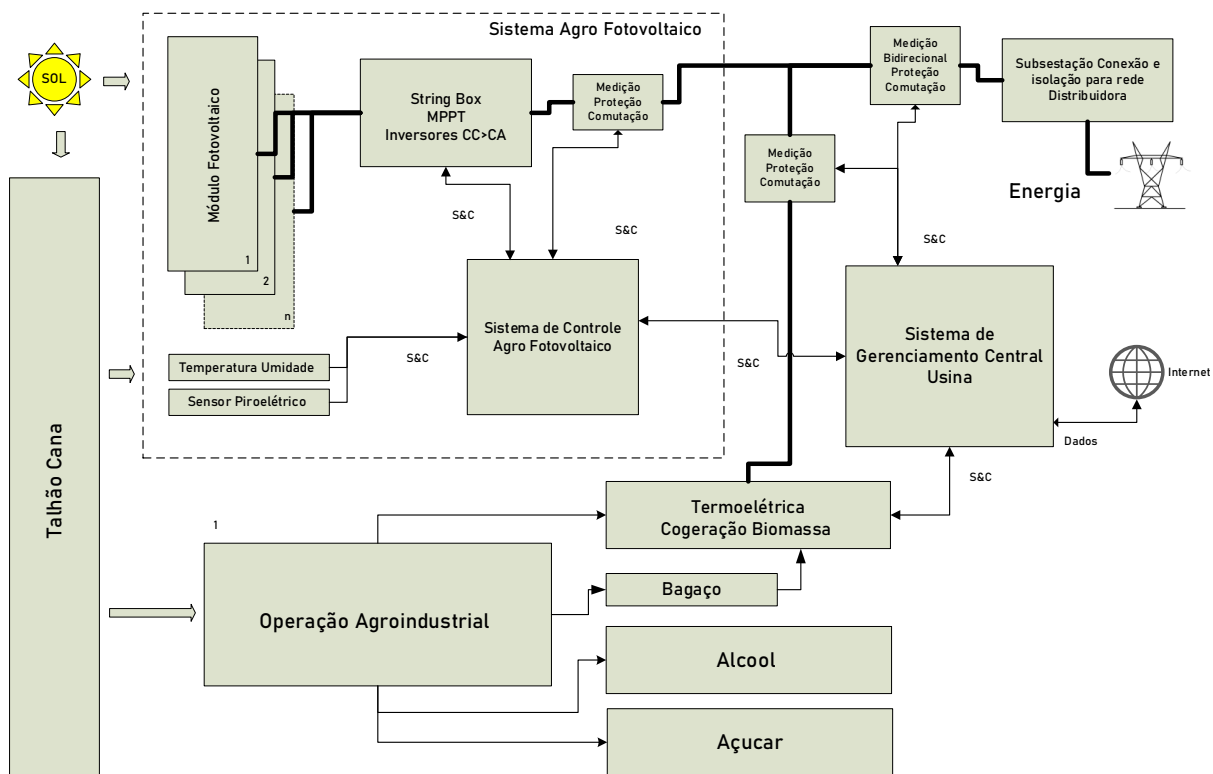 Sistema Agro Fotovoltaico
SOL
Módulo Fotovoltaico
1
2
n
String Box
MPPT
Inversores CC>CA
Medição
Proteção
Comutação
Medição
Bidirecional
Proteção
Comutação
Subsestação Conexão e
isolação para rede
Distribuidora
Medição
Proteção
Comutação
Energia
S&C
S&C
S&C
Sistema de Controle
Agro Fotovoltaico
Sistema de
Gerenciamento Central
Usina
Temperatura Umidade
S&C
S&C
Sensor Piroelétrico
Internet
Dados
Talhão Cana
S&C
1
Termoelétrica
Cogeração Biomassa
Operação Agroindustrial
Bagaço
Alcool
Açucar